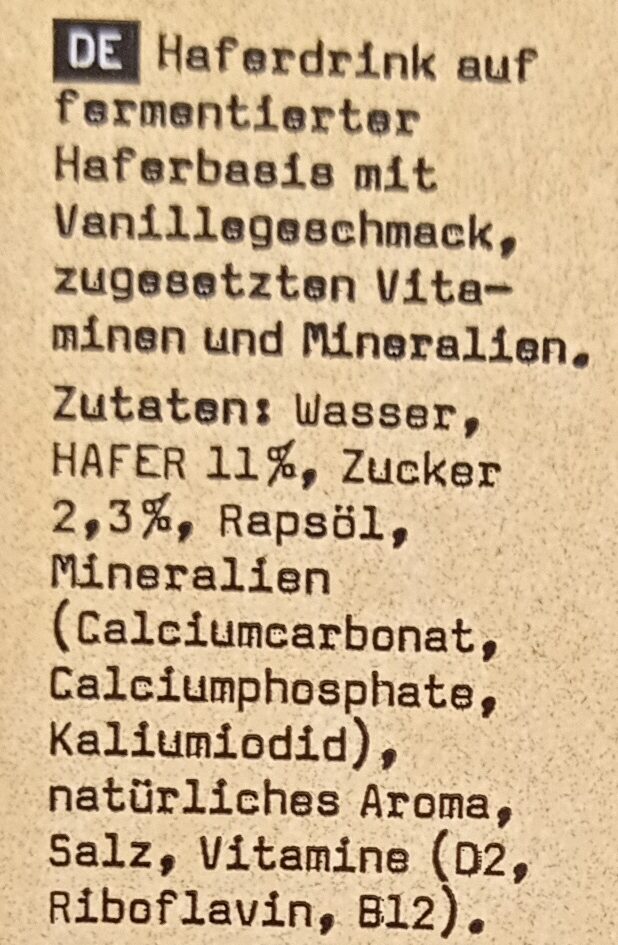 DE Haferdrink auf
fermentierter
Haferbasis mit
Vanillegeschmack,
zugesetzten Vita-
minen und Mineralien.
Zutaten: Wasser,
HAFER 11%, Zucker
2,3%, Rapsöl,
Mineralien
(Calciumcarbonat,
Calciumphosphate,
Kaliumiodid),
natürliches Aroma,
Salz, Vitamine (D2,
Riboflavin, B12).